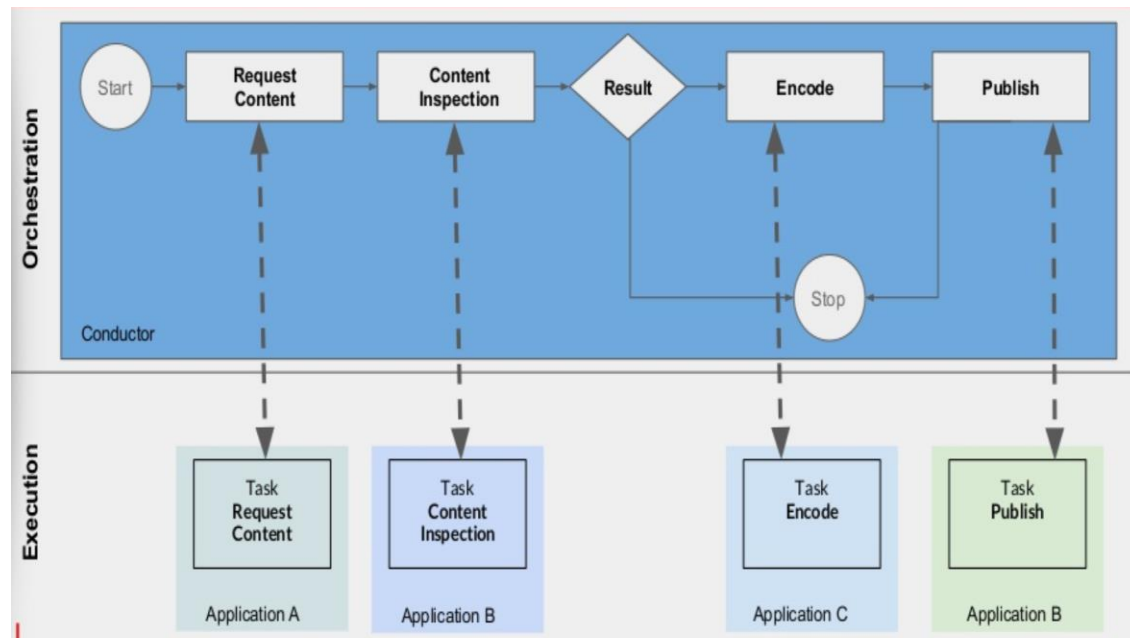 Orchestration
Start
Request
Content
Content
Inspection
Result
Encode
Publish
Stop
Conductor
Execution
Task
Request
Content
Application A
Task
Content
Inspection
Application B
Task
Encode
Application C
Task
Publish
Application B